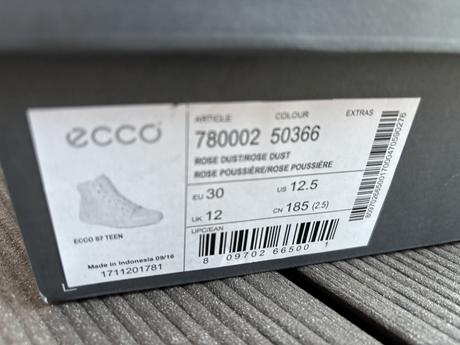 ecco
ARTICLE COLOUR EXTRAS
780002 50366
ROSE DUST/ROSE DUST
ROSE POUSSIÈRE/ROSE POUSSIÈRE
EU 30 US 12.5
UK 12 CN 185 (2.5)
UPC/EAN
8 09702 66500 1
ECCO S7 TEEN
Made in Indonesia 09/16
1711201781